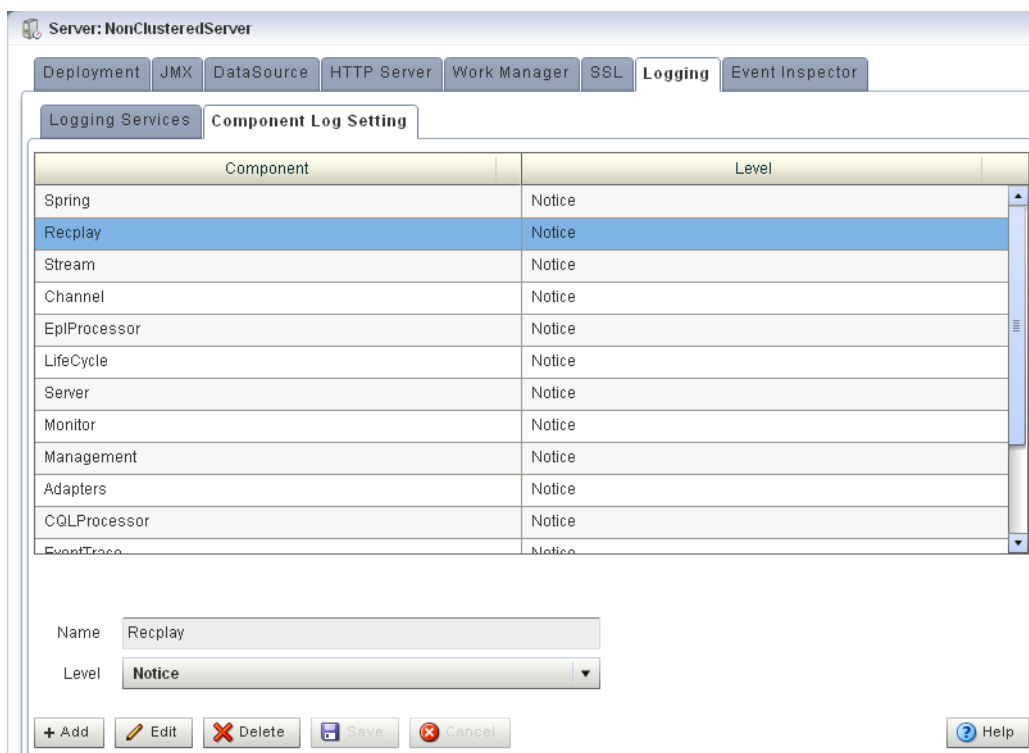 Server: NonClusteredServer
Deployment JMX DataSource HTTP Server Work Manager SSL Logging Event Inspector
Logging Services Component Log Setting
Component Level
Spring Notice
Recplay Notice
Stream Notice
Channel Notice
EplProcessor Notice
LifeCycle Notice
Server Notice
Monitor Notice
Management Notice
Adapters Notice
CQLProcessor Notice
EventTrace Notice
Name Recplay
Level Notice
+ Add Edit Delete Save Cancel Help